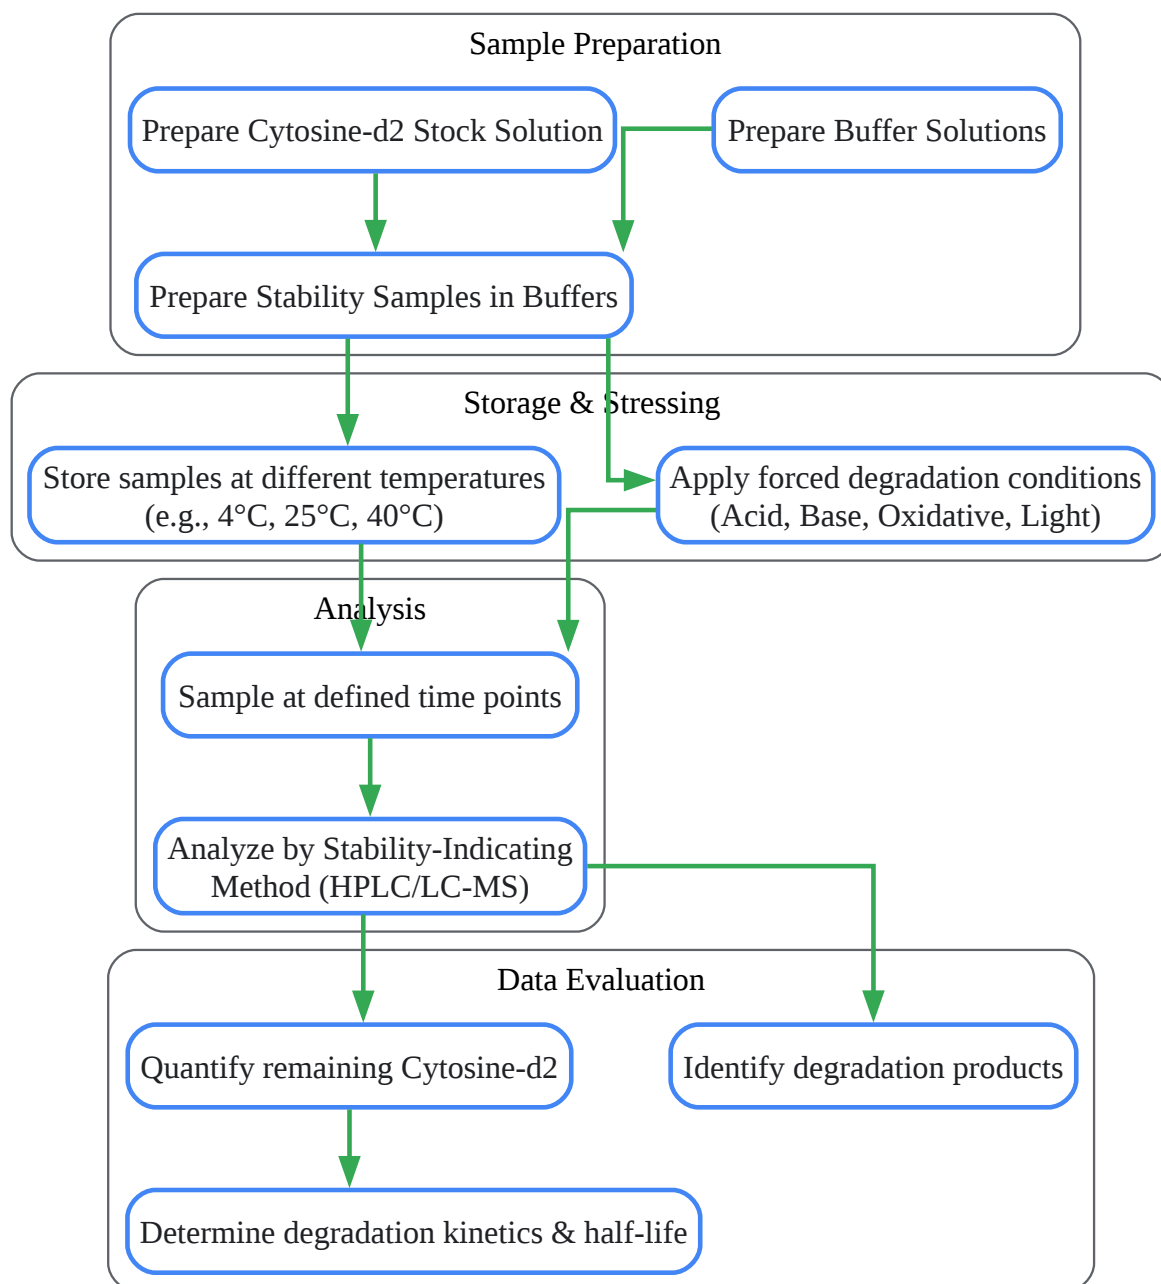 Sample Preparation
Prepare Cytosine-d2 Stock Solution
Prepare Buffer Solutions
Prepare Stability Samples in Buffers
Storage & Stressing
Store samples at different temperatures
(e.g., 4°C, 25°C, 40°C)
Apply forced degradation conditions
(Acid, Base, Oxidative, Light)
Analysis
Sample at defined time points
Analyze by Stability-Indicating
Method (HPLC/LC-MS)
Data Evaluation
Quantify remaining Cytosine-d2
Identify degradation products
Determine degradation kinetics & half-life